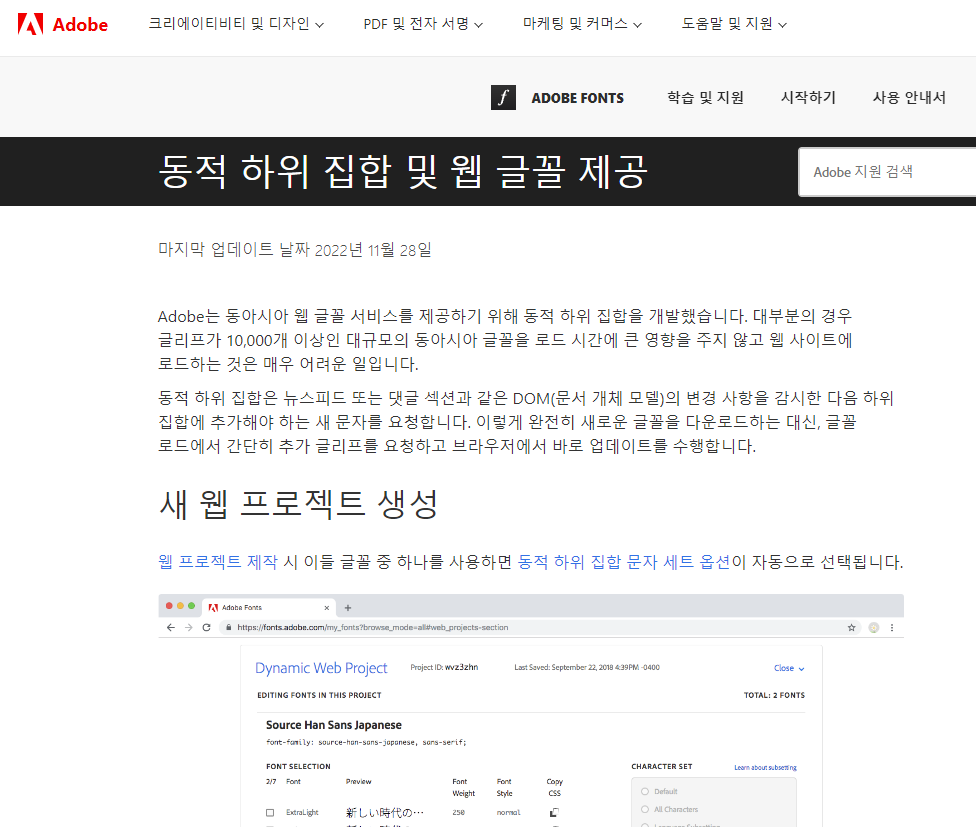 Adobe 크리에이티비티 및 디자인 PDF 및 전자 서명 마케팅 및 커머스 도움말 및 지원
ADOBE FONTS 학습 및 지원 시작하기 사용 안내서
동적 하위 집합 및 웹 글꼴 제공
Adobe 지원 검색
마지막 업데이트 날짜 2022년 11월 28일
Adobe는 동아시아 웹 글꼴 서비스를 제공하기 위해 동적 하위 집합을 개발했습니다. 대부분의 경우
글리프가 10,000개 이상인 대규모의 동아시아 글꼴을 로드 시간에 큰 영향을 주지 않고 웹 사이트에
로드하는 것은 매우 어려운 일입니다.
동적 하위 집합은 뉴스피드 또는 댓글 섹션과 같은 DOM(문서 개체 모델)의 변경 사항을 감시한 다음 하위
집합에 추가해야 하는 새 문자를 요청합니다. 이렇게 완전히 새로운 글꼴을 다운로드하는 대신, 글꼴
로드에서 간단히 추가 글리프를 요청하고 브라우저에서 바로 업데이트를 수행합니다.
새 웹 프로젝트 생성
웹 프로젝트 제작 시 이들 글꼴 중 하나를 사용하면 동적 하위 집합 문자 세트 옵션이 자동으로 선택됩니다.
Adobe Fonts
https://fonts.adobe.com/my_fonts?browse_mode=all#web_projects-section
Dynamic Web Project Project ID: wvz3zhn Last Saved: September 22, 2018 4:39PM -0400 Close
EDITING FONTS IN THIS PROJECT TOTAL: 2 FONTS
Source Han Sans Japanese
font-family: source-han-sans-japanese, sans-serif;
FONT SELECTION CHARACTER SET Learn about subsetting
2/7 Font Preview Font Weight Font Style Copy CSS
Default
All Characters
ExtraLight 新しい時代の… 250 normal
Language Subsetting